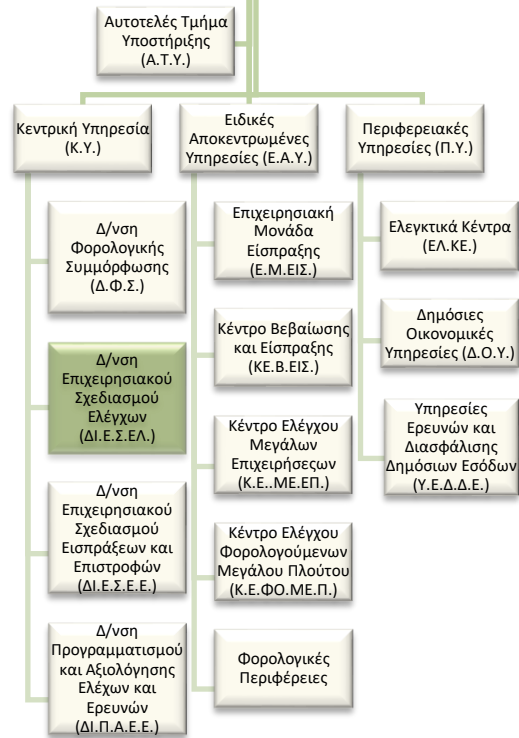 Αυτοτελές Τμήμα
Υποστήριξης
(Α.Τ.Υ.)
Κεντρική Υπηρεσία
(Κ.Υ.)
Δ/νση
Φορολογικής
Συμμόρφωσης
(Δ.Φ.Σ.)
Δ/νση
Επιχειρησιακού
Σχεδιασμού
Ελέγχων
(ΔΙ.Ε.Σ.ΕΛ.)
Δ/νση
Επιχειρησιακού
Σχεδιασμού
Εισπράξεων και
Επιστροφών
(ΔΙ.Ε.Σ.Ε.Ε.)
Δ/νση
Προγραμματισμού
και Αξιολόγησης
Ελέχων και
Ερευνών
(ΔΙ.Π.Α.Ε.Ε.)
Ειδικές
Αποκεντρωμένες
Υπηρεσίες (Ε.Α.Υ.)
Επιχειρησιακή
Μονάδα
Είσπραξης
(Ε.Μ.ΕΙΣ.)
Κέντρο Βεβαίωσης
και Είσπραξης
(ΚΕ.Β.ΕΙΣ.)
Κέντρο Ελέγχου
Μεγάλων
Επιχειρήσεςων
(Κ.Ε..ΜΕ.ΕΠ.)
Κέντρο Ελέγχου
Φορολογούμενων
Μεγάλου Πλούτου
(Κ.Ε.ΦΟ.ΜΕ.Π.)
Φορολογικές
Περιφέρειες
Περιφερειακές
Υπηρεσίες (Π.Υ.)
Ελεγκτικά Κέντρα
(ΕΛ.ΚΕ.)
Δημόσιες
Οικονομικές
Υπηρεσίες (Δ.Ο.Υ.)
Υπηρεσίες
Ερευνών και
Διασφάλισης
Δημόσιων Εσόδων
(Υ.Ε.Δ.Δ.Ε.)